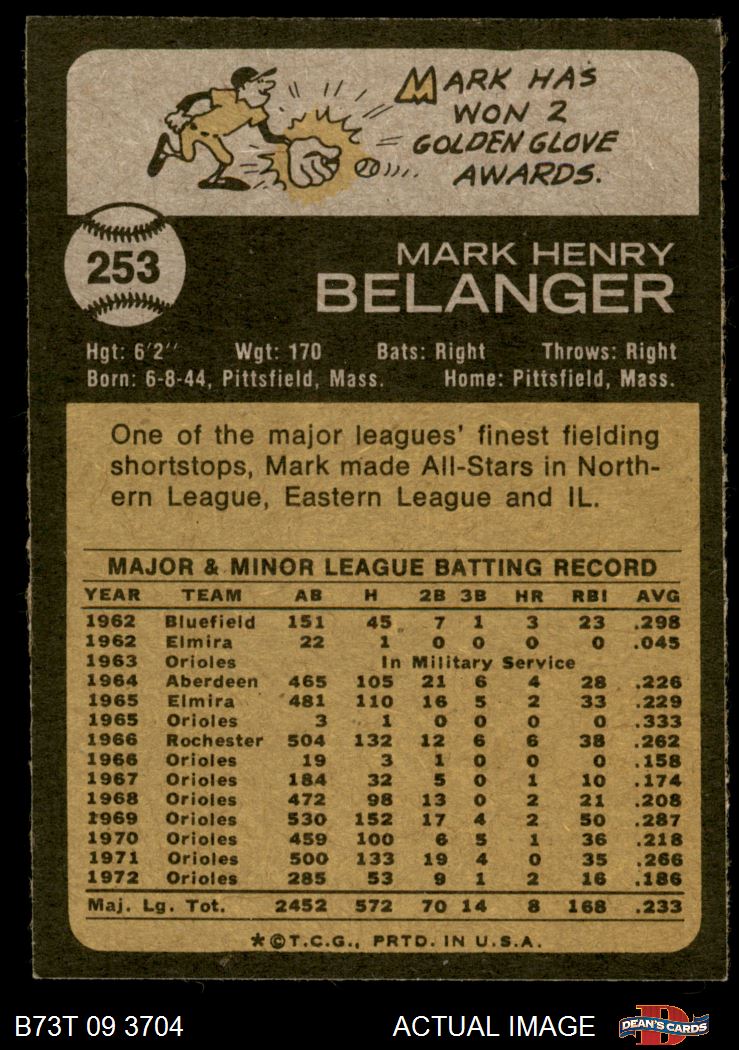 MARK HAS
WON 2
GOLDEN GLOVE
AWARDS.
253
MARK HENRY
BELANGER
Hgt: 6'2" Wgt: 170 Bats: Right Throws: Right
Born: 6-8-44, Pittsfield, Mass. Home: Pittsfield, Mass.
One of the major leagues' finest fielding
shortstops, Mark made All-Stars in North-
ern League, Eastern League and IL.
MAJOR & MINOR LEAGUE BATTING RECORD
YEAR TEAM AB H 2B 3B HR RBI AVG
1962 Bluefield 151 45 7 1 3 23 .298
1962 Elmira 22 1 0 0 0 0 .045
1963 Orioles In Military Service
1964 Aberdeen 465 105 21 6 4 28 .226
1965 Elmira 481 110 16 5 2 33 .229
1965 Orioles 3 1 0 0 0 0 .333
1966 Rochester 504 132 12 6 6 38 .262
1966 Orioles 19 3 1 0 0 0 .158
1967 Orioles 184 32 5 0 1 10 .174
1968 Orioles 472 98 13 0 2 21 .208
1969 Orioles 530 152 17 4 2 50 .287
1970 Orioles 459 100 6 5 1 36 .218
1971 Orioles 500 133 19 4 0 35 .266
1972 Orioles 285 53 9 1 2 16 .186
Maj. Lg. Tot. 2452 572 70 14 8 168 .233
*©T.C.G., PRTD. IN U.S.A.
B73T 09 3704 ACTUAL IMAGE D DEAN'S CARDS